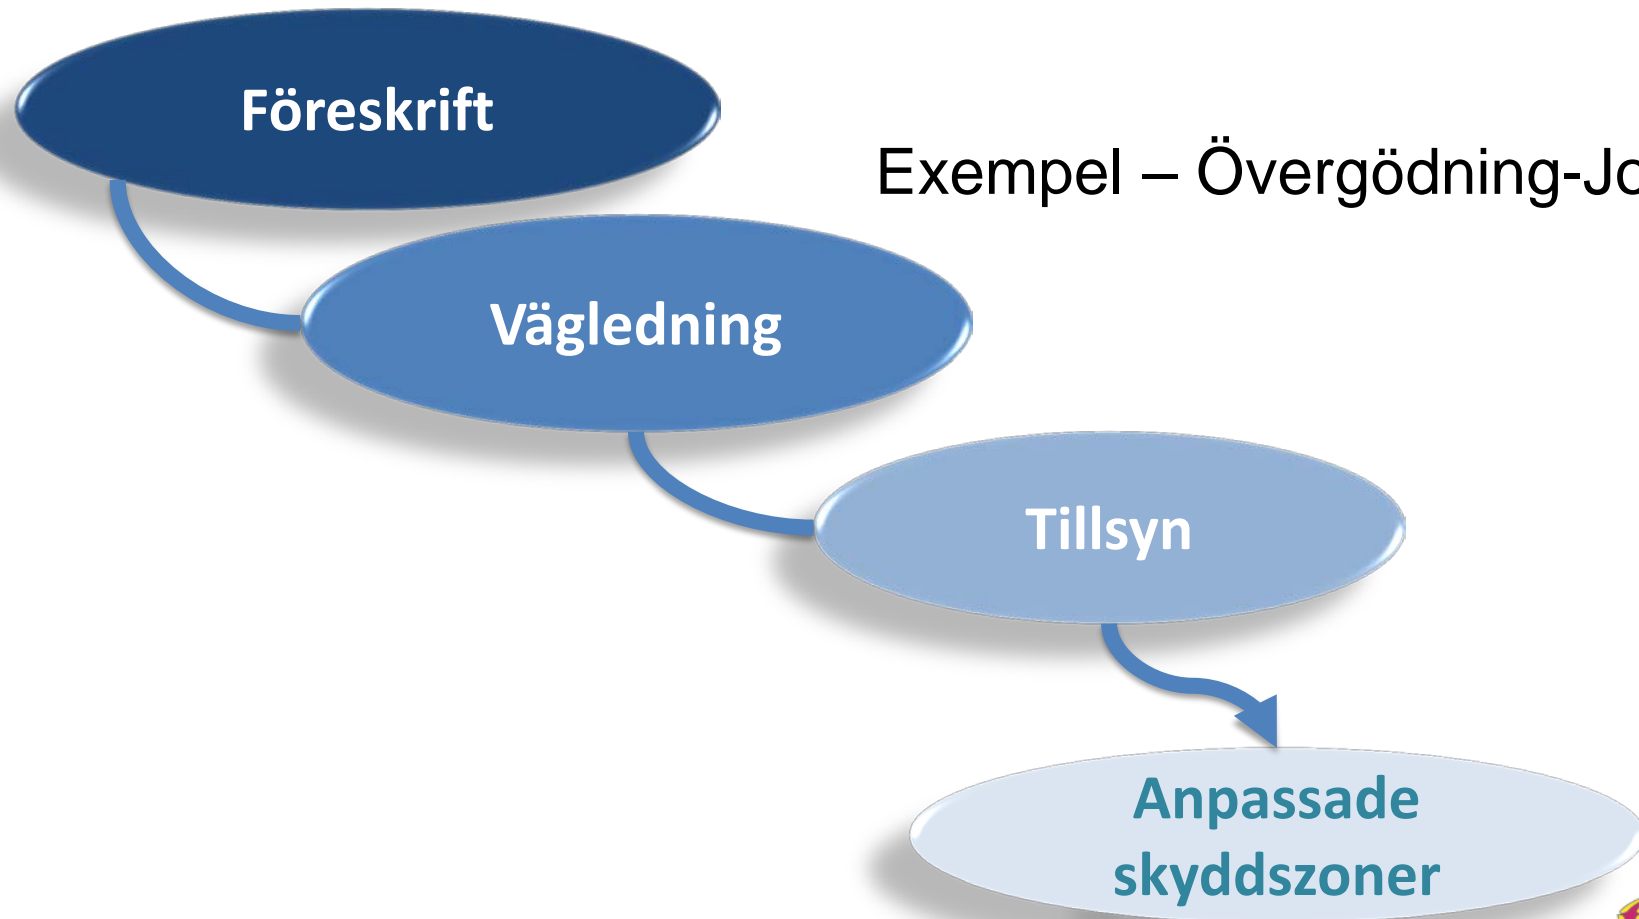 Föreskrift
Exempel – Övergödning-Jo
Vägledning
Tillsyn
Anpassade
skyddszoner